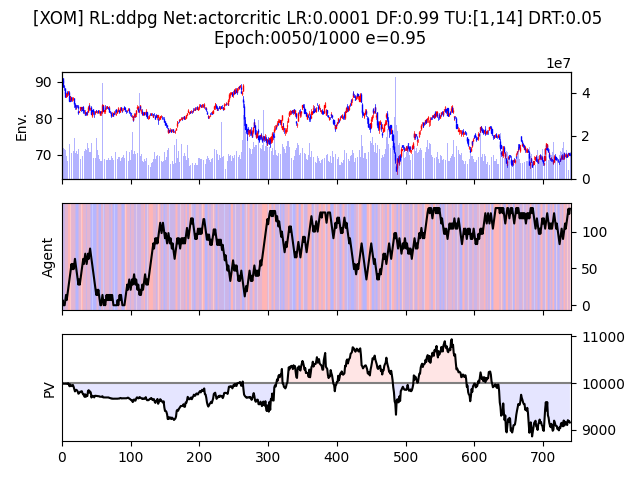 [XOM] RL:ddpg Net:actorcritic LR:0.0001 DF:0.99 TU:[1,14] DRT:0.05
Epoch:0050/1000 e=0.95
1e7
90
80
70
Env.
4
2
0
Agent
100
50
0
PV
11000
10000
9000
0 100 200 300 400 500 600 700